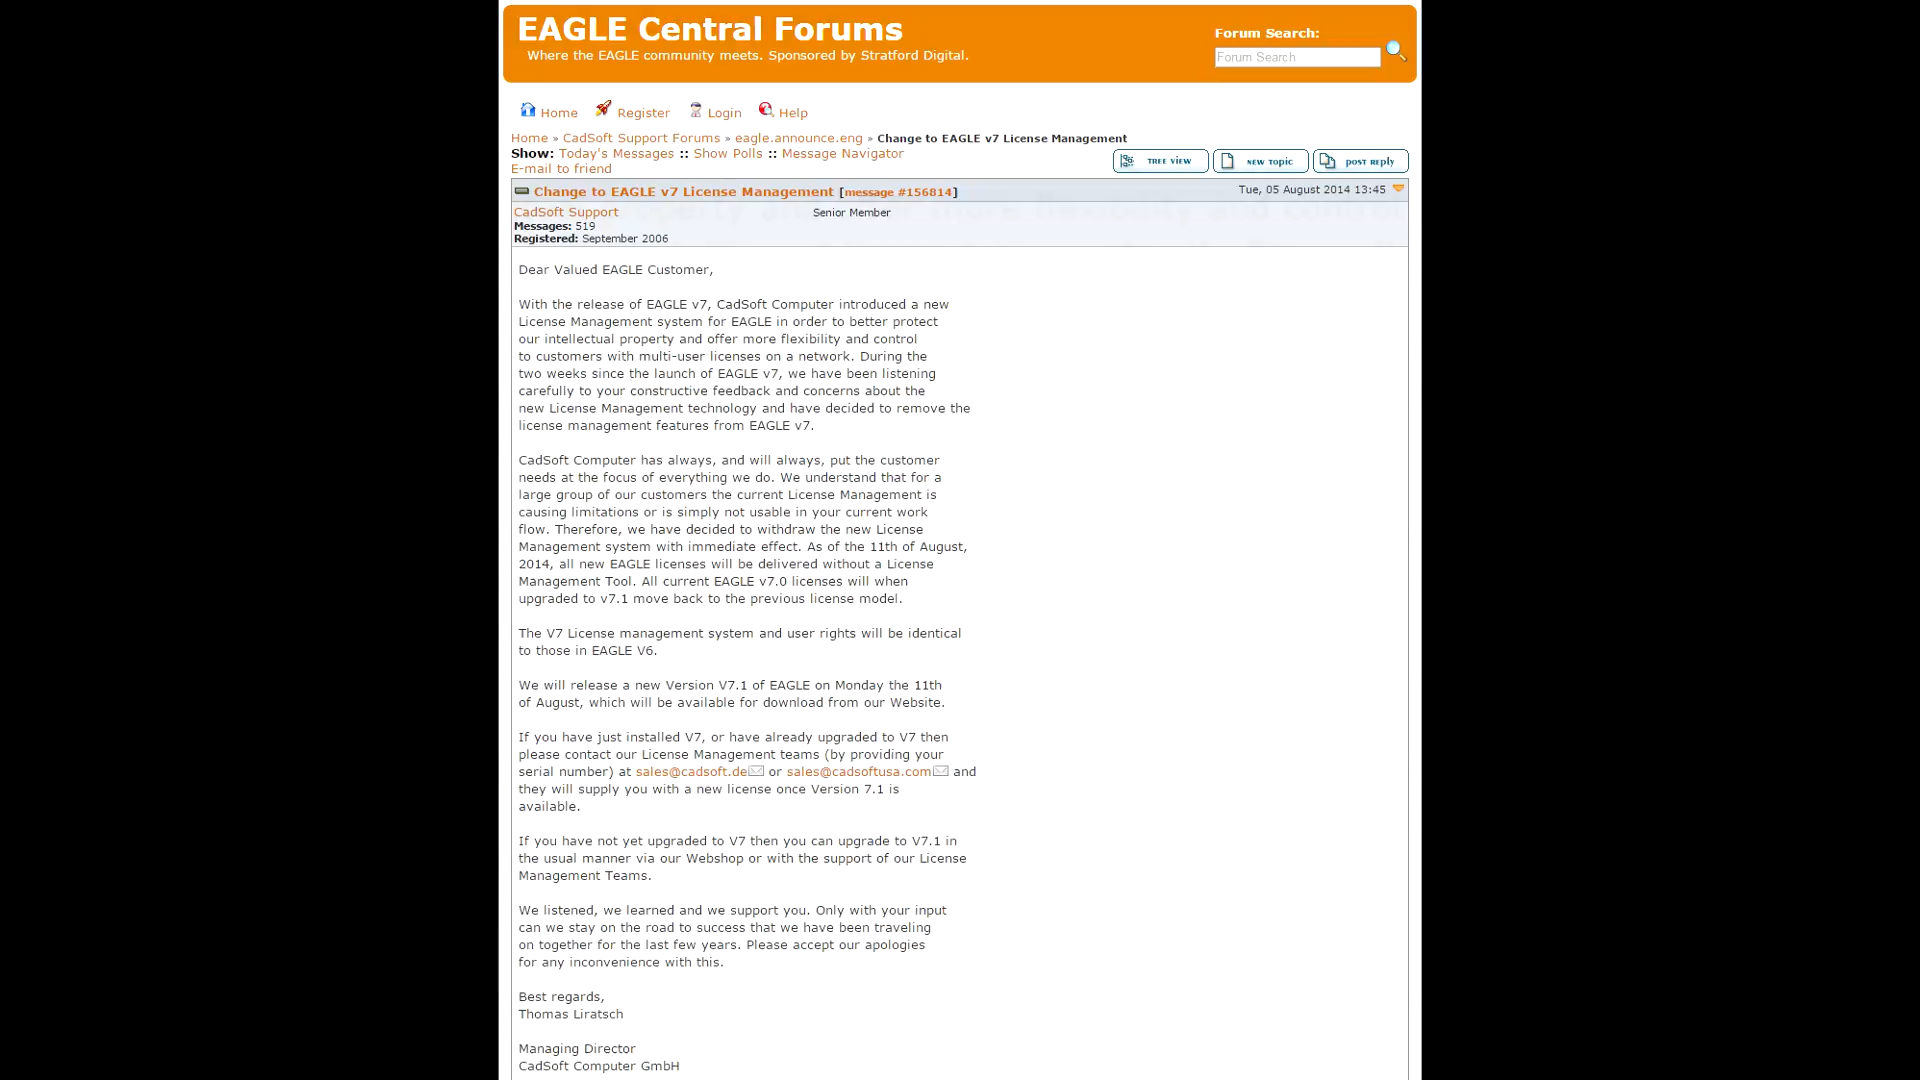 EAGLE Central Forums
Where the EAGLE community meets. Sponsored by Stratford Digital.
Forum Search:
Forum Search
Home Register Login Help
Home » CadSoft Support Forums » eagle.announce.eng » Change to EAGLE v7 License Management
Show: Today's Messages :: Show Polls :: Message Navigator
E-mail to friend
TREE VIEW NEW TOPIC POST REPLY
Change to EAGLE v7 License Management [message #156814] Tue, 05 August 2014 13:45
CadSoft Support Senior Member
Messages: 519
Registered: September 2006
Dear Valued EAGLE Customer,
With the release of EAGLE v7, CadSoft Computer introduced a new
License Management system for EAGLE in order to better protect
our intellectual property and offer more flexibility and control
to customers with multi-user licenses on a network. During the
two weeks since the launch of EAGLE v7, we have been listening
carefully to your constructive feedback and concerns about the
new License Management technology and have decided to remove the
license management features from EAGLE v7.
CadSoft Computer has always, and will always, put the customer
needs at the focus of everything we do. We understand that for a
large group of our customers the current License Management is
causing limitations or is simply not usable in your current work
flow. Therefore, we have decided to withdraw the new License
Management system with immediate effect. As of the 11th of August,
2014, all new EAGLE licenses will be delivered without a License
Management Tool. All current EAGLE v7.0 licenses will when
upgraded to v7.1 move back to the previous license model.
The V7 License management system and user rights will be identical
to those in EAGLE V6.
We will release a new Version V7.1 of EAGLE on Monday the 11th
of August, which will be available for download from our Website.
If you have just installed V7, or have already upgraded to V7 then
please contact our License Management teams (by providing your
serial number) at sales@cadsoft.de or sales@cadsoftusa.com and
they will supply you with a new license once Version 7.1 is
available.
If you have not yet upgraded to V7 then you can upgrade to V7.1 in
the usual manner via our Webshop or with the support of our License
Management Teams.
We listened, we learned and we support you. Only with your input
can we stay on the road to success that we have been traveling
on together for the last few years. Please accept our apologies
for any inconvenience with this.
Best regards,
Thomas Liratsch
Managing Director
CadSoft Computer GmbH